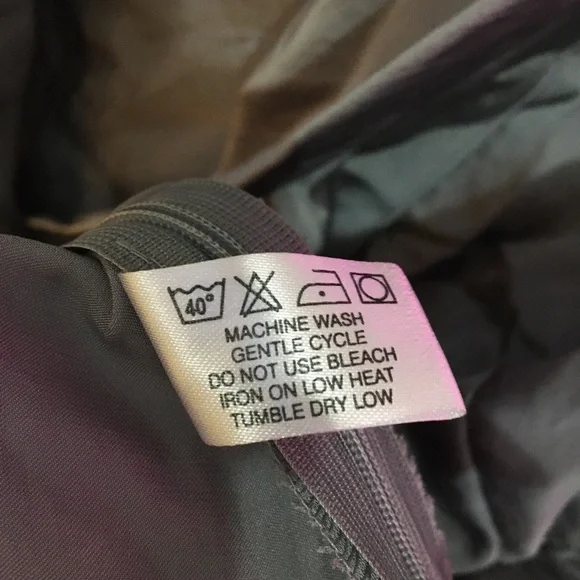 40°
MACHINE WASH
GENTLE CYCLE
DO NOT USE BLEACH
IRON ON LOW HEAT
TUMBLE DRY LOW